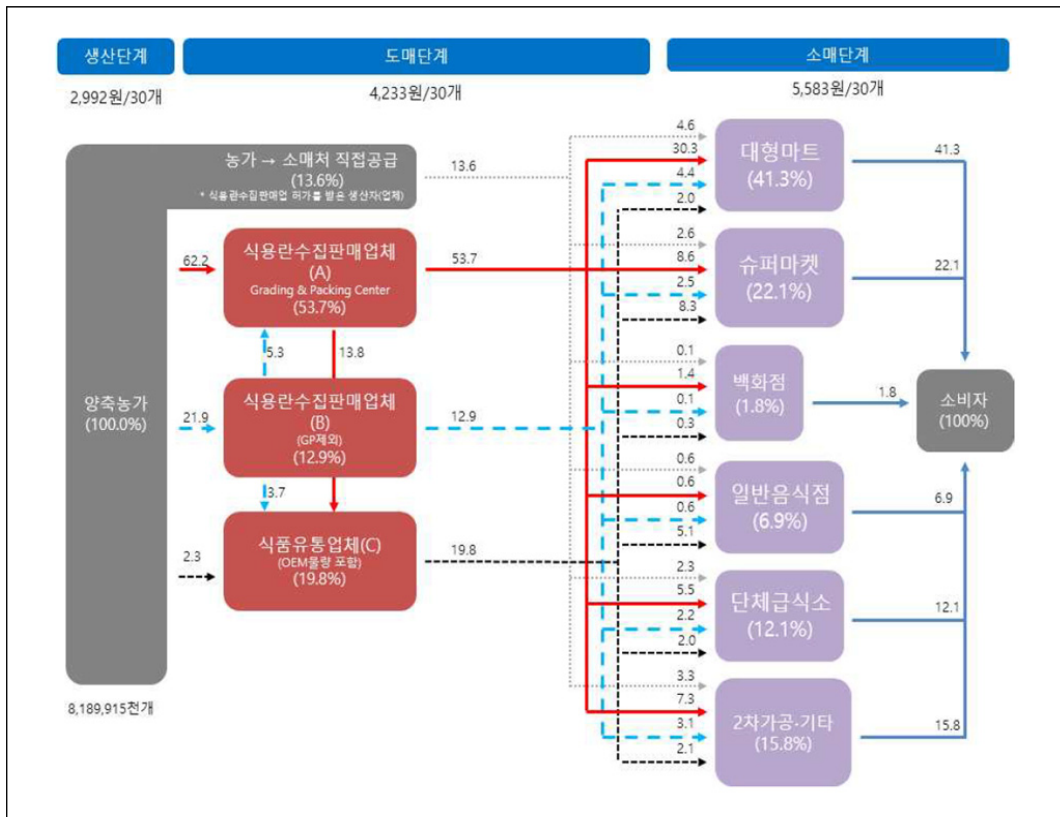 생산단계
도매단계
소매단계
2,992원/30개
4,233원/30개
5,583원/30개
농가 → 소매처 직접공급
(13.6%)
* 식용란수집판매업 허가를 받은 생산자(업체)
13.6
양축농가
(100.0%)
8,189,915천개
62.2
식용란수집판매업체
(A)
Grading & Packing Center
(53.7%)
53.7
5.3
13.8
21.9
식용란수집판매업체
(B)
(GP제외)
(12.9%)
12.9
3.7
2.3
식품유통업체(C)
(OEM물량 포함)
(19.8%)
19.8
4.6
30.3
4.4
2.0
대형마트
(41.3%)
41.3
2.6
8.6
2.5
8.3
슈퍼마켓
(22.1%)
22.1
0.1
1.4
0.1
0.3
백화점
(1.8%)
1.8
소비자
(100%)
0.6
0.6
0.6
5.1
일반음식점
(6.9%)
6.9
2.3
5.5
2.2
2.0
단체급식소
(12.1%)
12.1
3.3
7.3
3.1
2.1
2차가공·기타
(15.8%)
15.8